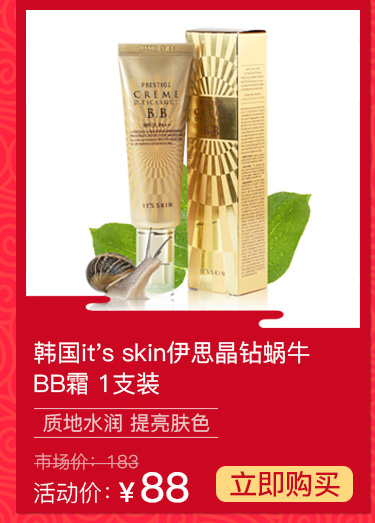 PRESTIGE
CRÈME
D'ESCARGOT
B.B
IT'S SKIN
IT'S SKIN
韩国it's skin伊思晶钻蜗牛
BB霜 1支装
质地水润 提亮肤色
市场价：183
活动价：￥88
立即购买